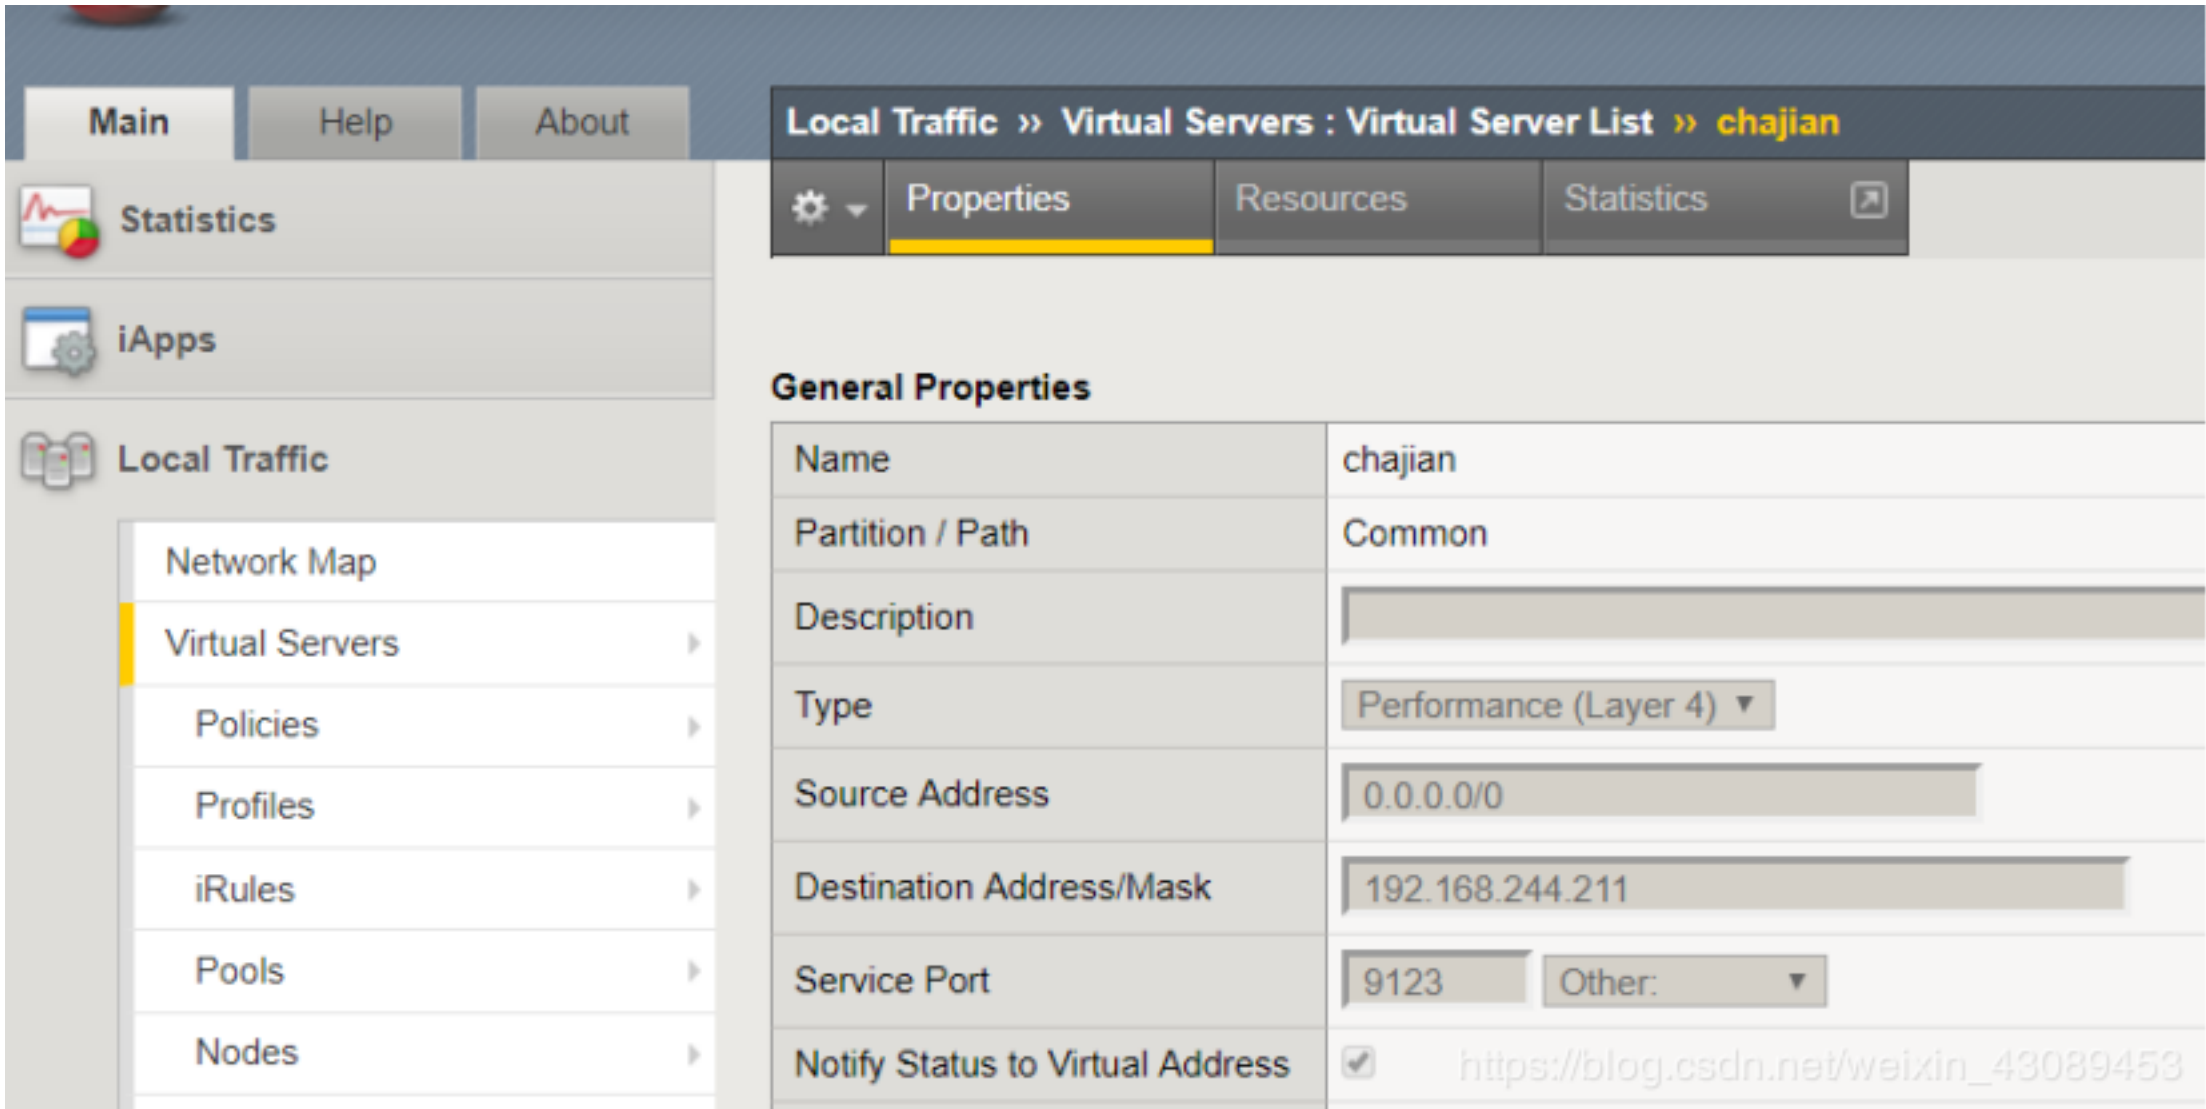 Main Help About
Local Traffic ›› Virtual Servers : Virtual Server List ›› chajian
Properties Resources Statistics
Statistics
iApps
Local Traffic
Network Map
Virtual Servers
Policies
Profiles
iRules
Pools
Nodes
General Properties
Name chajian
Partition / Path Common
Description
Type Performance (Layer 4)
Source Address 0.0.0.0/0
Destination Address/Mask 192.168.244.211
Service Port 9123 Other:
Notify Status to Virtual Address
https://blog.csdn.net/weixin_43089453